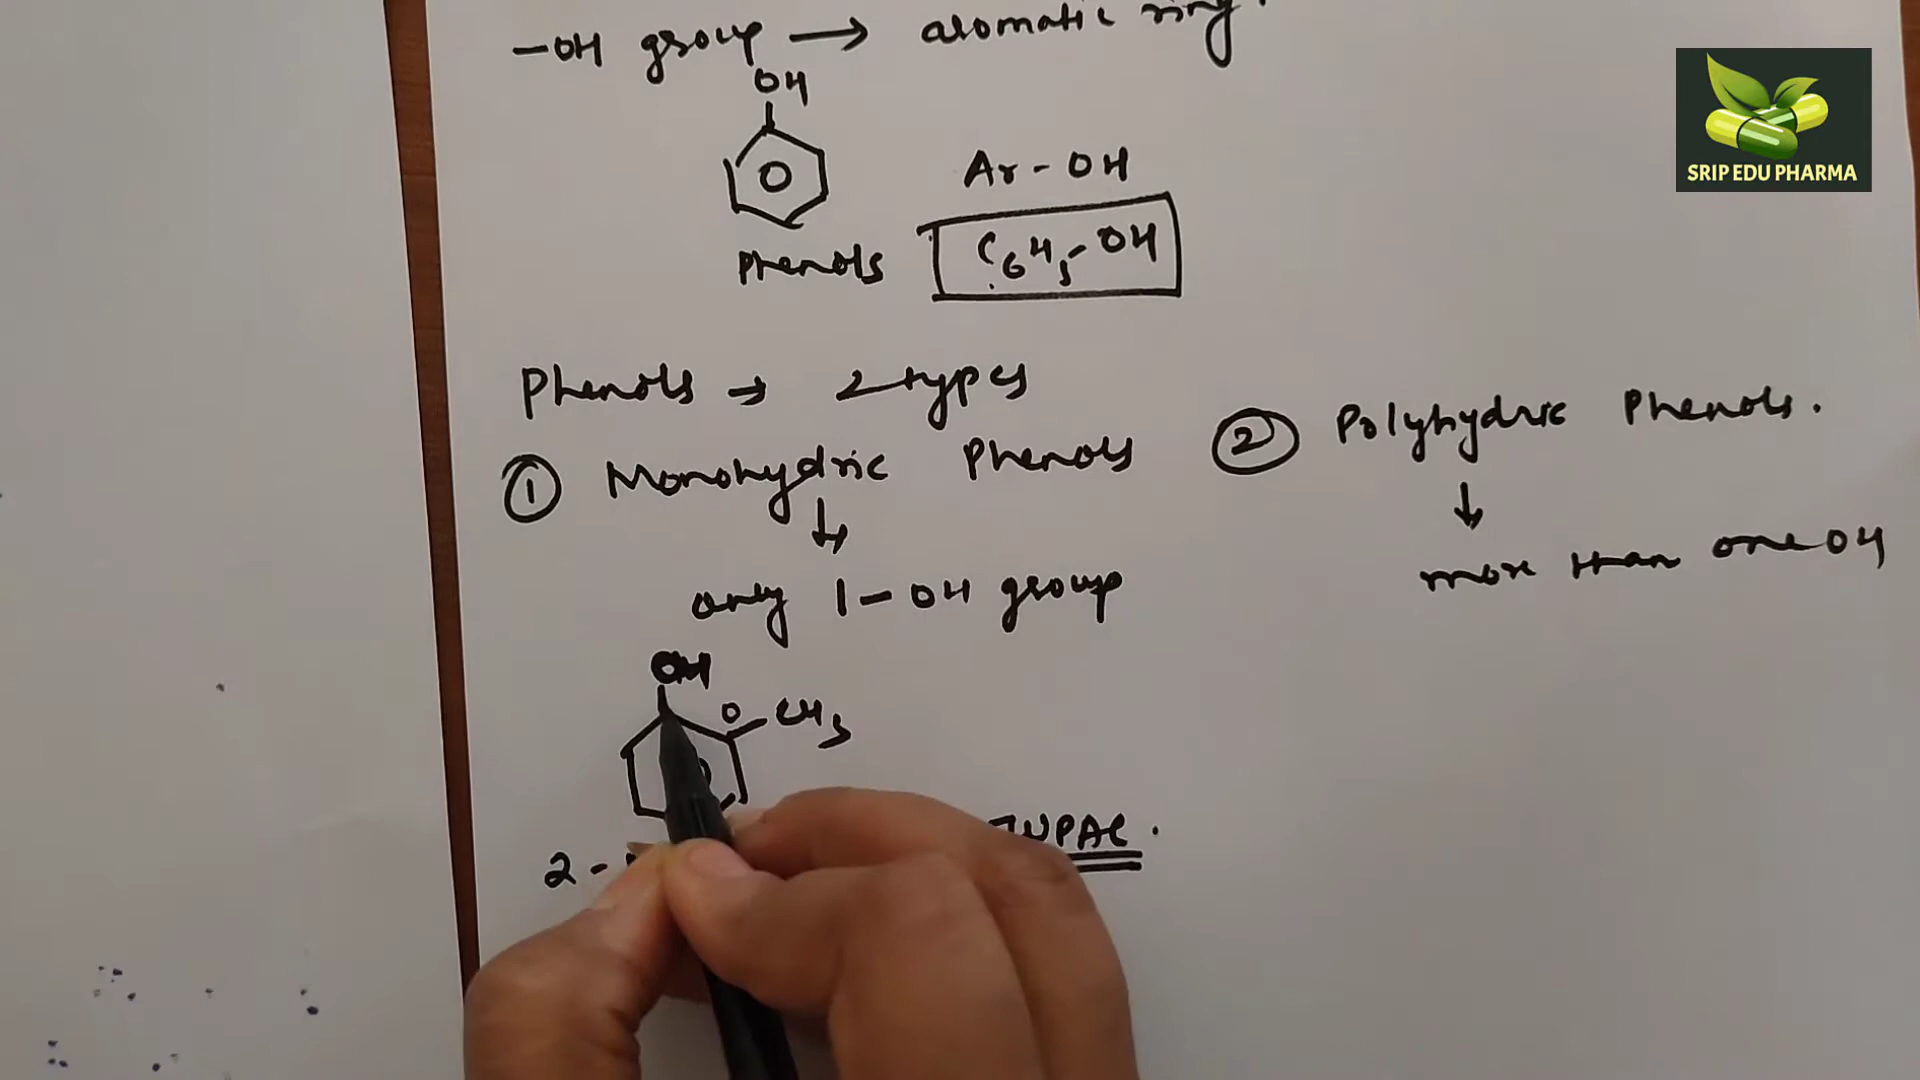 -OH group → aromatic ring.
OH
Ar-OH
Phenols
C6H5-OH
Phenols → 2 types
① Monohydric Phenols
② Polyhydric Phenols.
only 1-OH group
more than one OH
OH
O CH3
2-
IUPAC.
SRIP EDU PHARMA